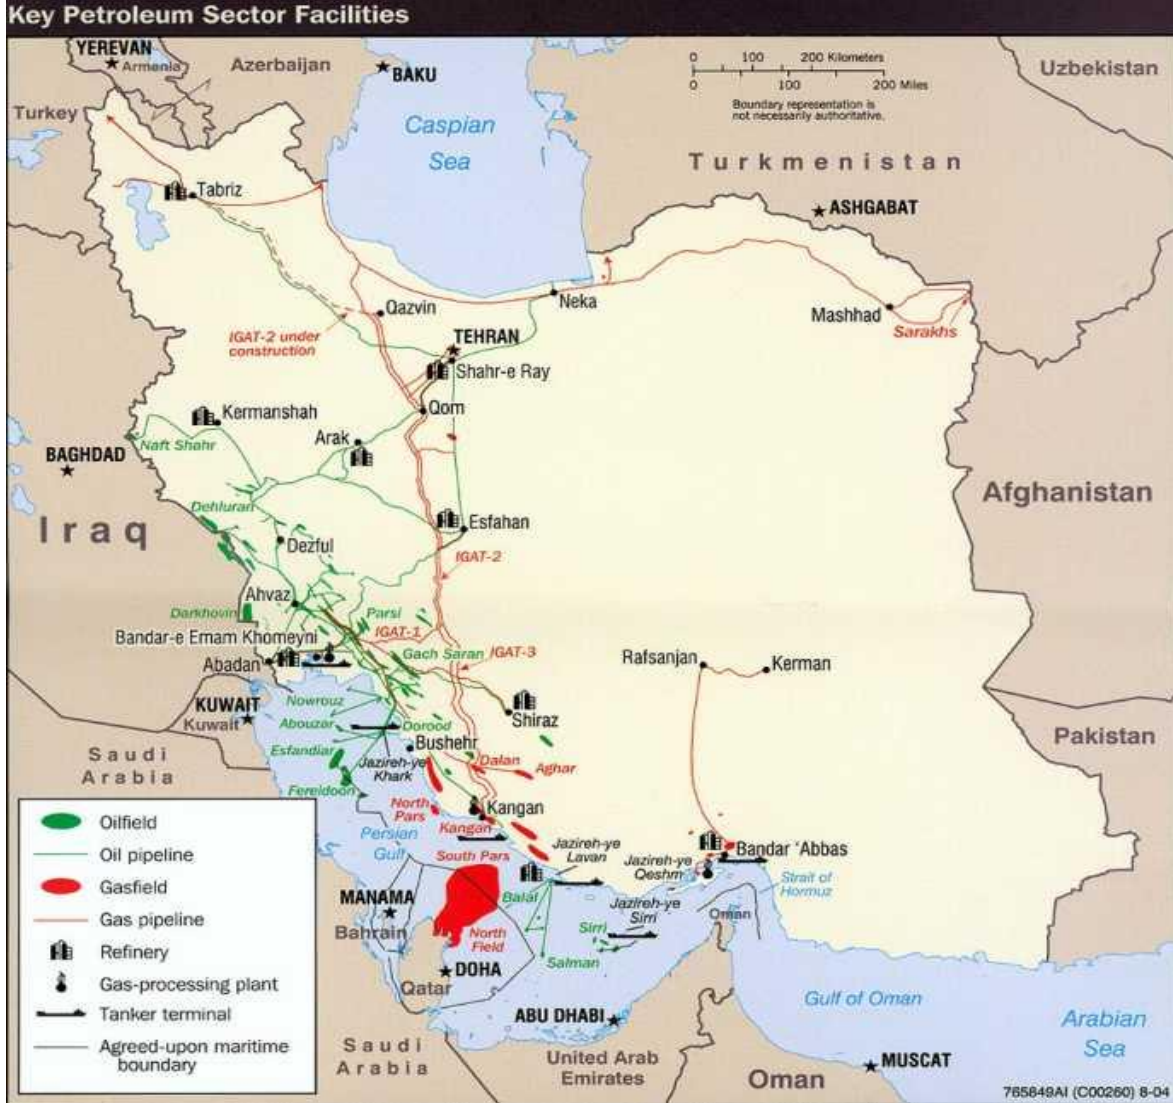 Key Petroleum Sector Facilities
YEREVAN
Armenia
Azerbaijan
BAKU
Turkey
Caspian
Sea
0 100 200 Kilometers
0 100 200 Miles
Boundary representation is
not necessarily authoritative.
Uzbekistan
Turkmenistan
ASHGABAT
Tabriz
Qazvin
Neka
Mashhad
Sarakhs
IGAT-2 under
construction
TEHRAN
Shahr-e Ray
Kermanshah
Qom
Arak
Naft Shahr
BAGHDAD
Iraq
Afghanistan
Dehluran
Esfahan
Dezful
IGAT-2
Ahvaz
Darkhovin
Parsi
IGAT-1
Bandar-e Emam Khomeyni
Gach Saran
IGAT-3
Abadan
Rafsanjan
Kerman
KUWAIT
Kuwait
Nowrouz
Abouzar
Dorood
Shiraz
Pakistan
Saudi
Arabia
Esfandiar
Bushehr
Jazireh-ye
Khark
Dalan
Aghar
Fereidoon
North
Pars
Kangan
Kangan
Persian
Gulf
South Pars
Jazireh-ye
Lavan
Jazireh-ye
Qeshm
Bandar 'Abbas
Strait of
Hormuz
Balal
Jazireh-ye
Sirri
Oman
MANAMA
Bahrain
North
Field
Sirri
Salman
DOHA
Qatar
ABU DHABI
Gulf of Oman
Arabian
Sea
Saudi
Arabia
United Arab
Emirates
Oman
MUSCAT
Oilfield
Oil pipeline
Gasfield
Gas pipeline
Refinery
Gas-processing plant
Tanker terminal
Agreed-upon maritime
boundary
765849AI (C00260) 8-04